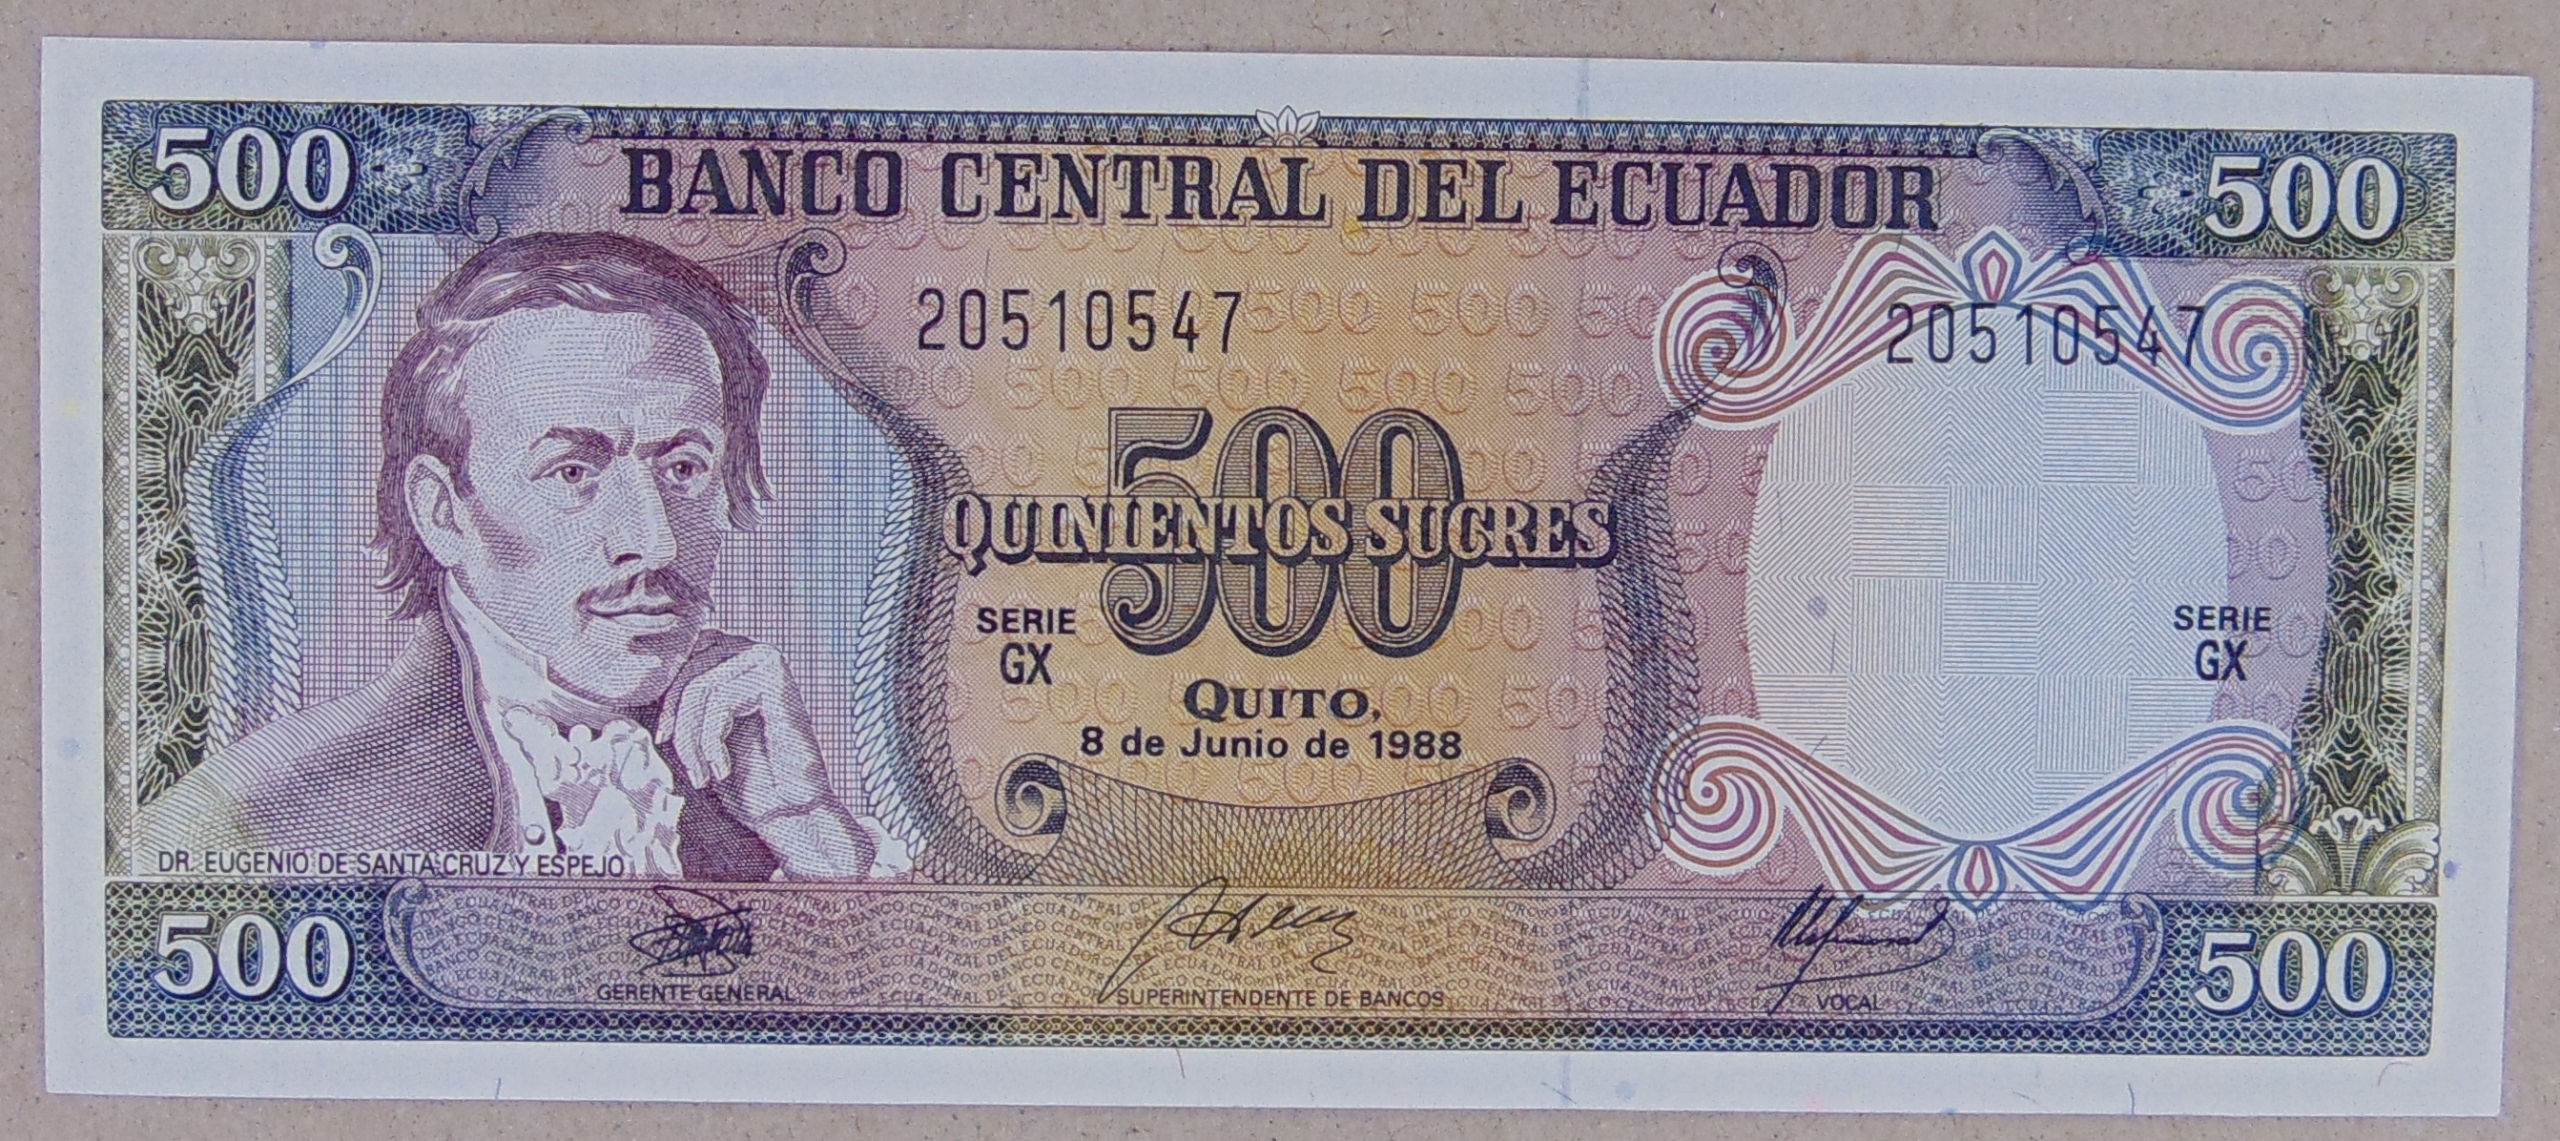 500
500
BANCO CENTRAL DEL ECUADOR
20510547
20510547
500
QUINIENTOS SUCRES
SERIE
GX
SERIE
GX
QUITO,
8 de Junio de 1988
DR. EUGENIO DE SANTA CRUZ Y ESPEJO
500
GERENTE GENERAL
SUPERINTENDENTE DE BANCOS
VOCAL
500